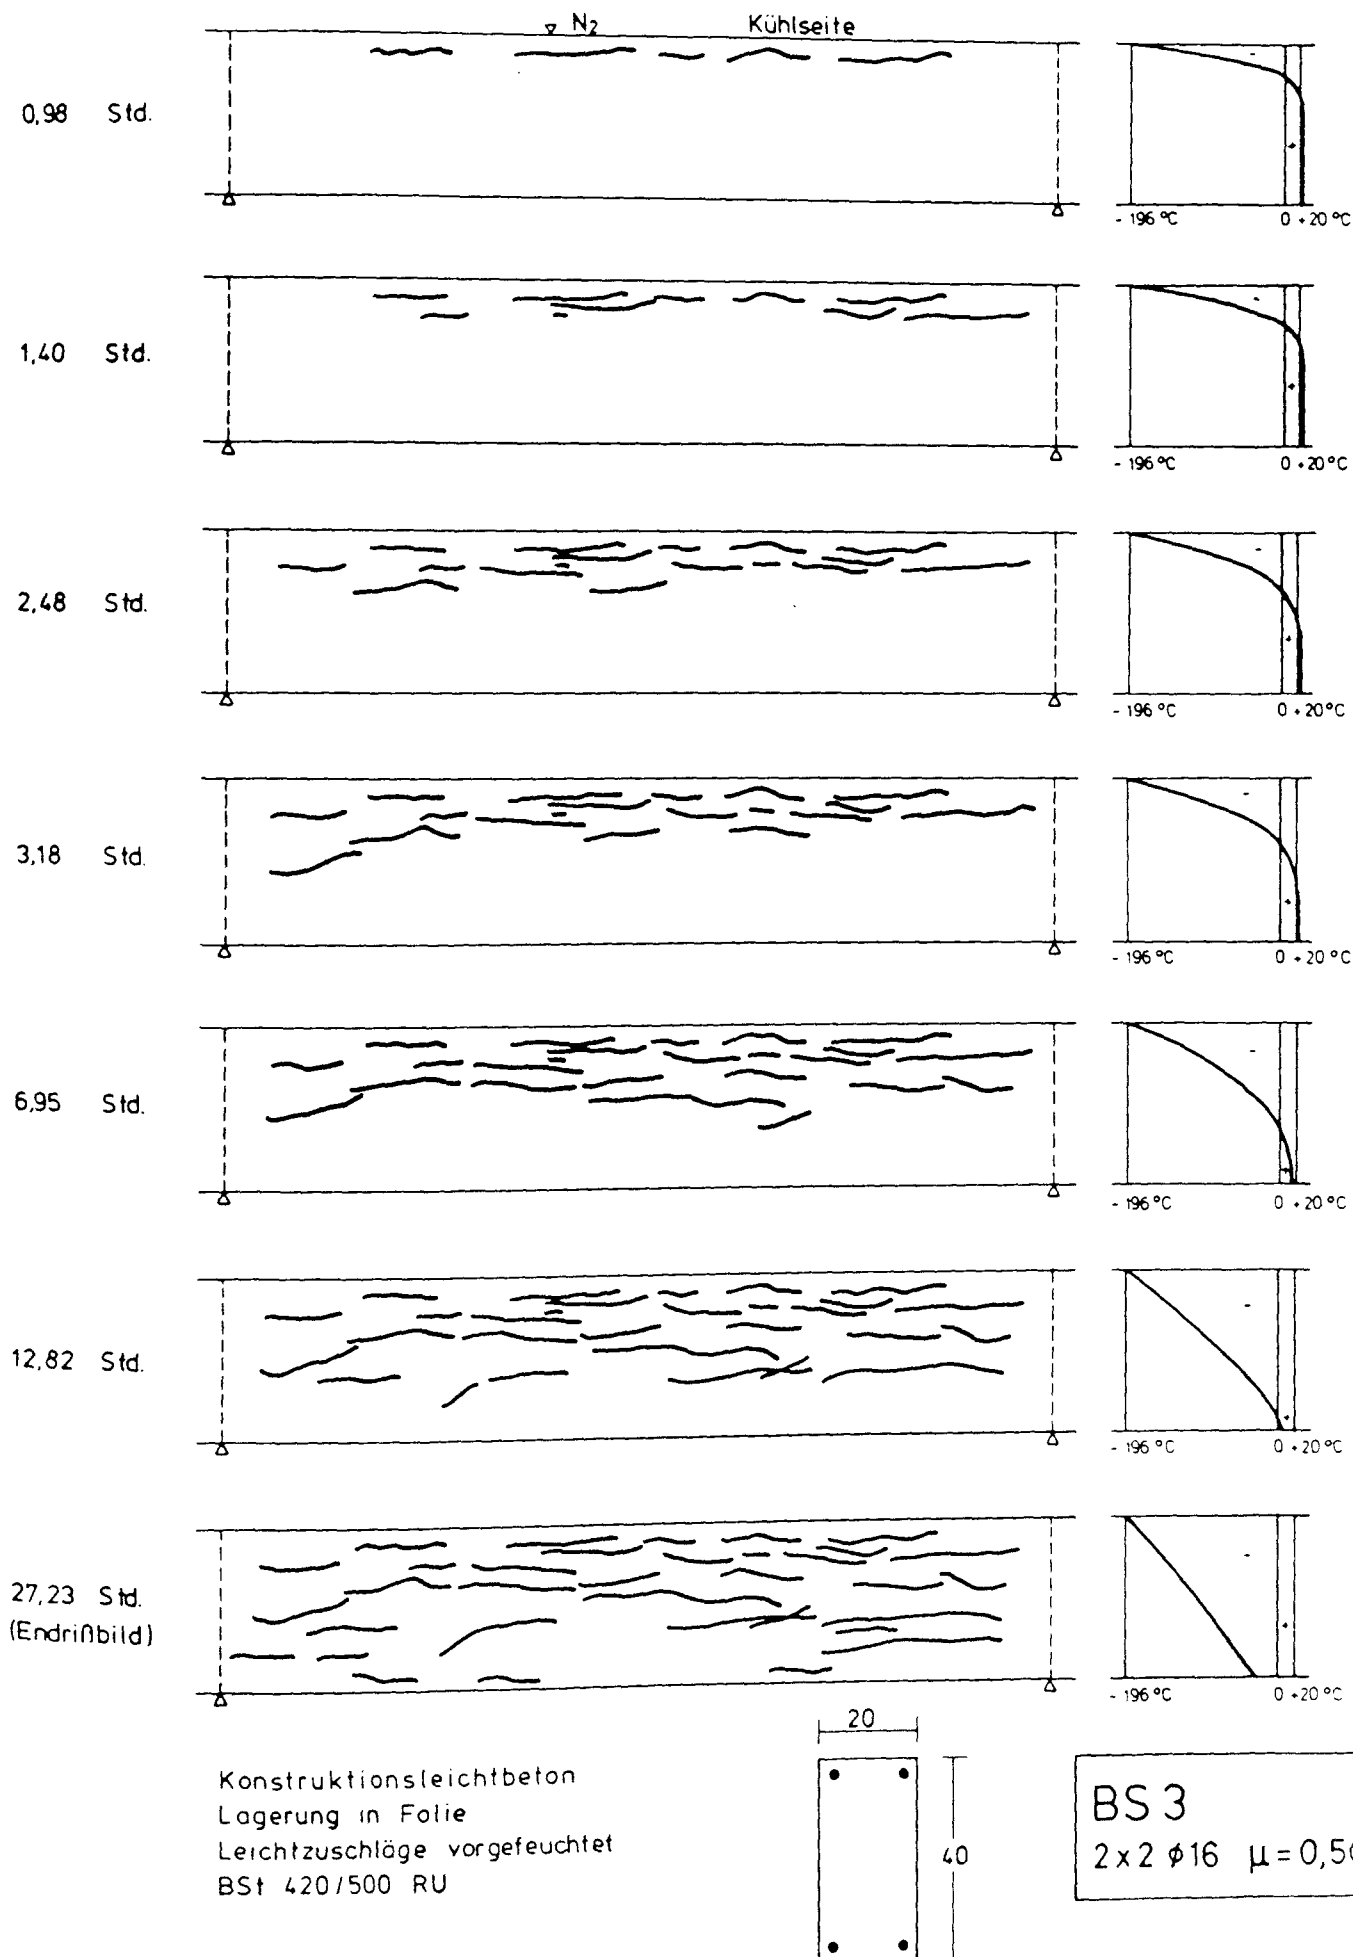 ▽ N2 Kühlseite
0,98 Std.
- 196 °C 0 +20 °C
1,40 Std.
- 196 °C 0 +20 °C
2,48 Std.
- 196 °C 0 +20 °C
3,18 Std.
- 196 °C 0 +20 °C
6,95 Std.
- 196 °C 0 +20 °C
12,82 Std.
- 196 °C 0 +20 °C
27,23 Std.
(Endrißbild)
-196 °C 0 +20 °C
20
40
Konstruktionsleichtbeton
Lagerung in Folie
Leichtzuschläge vorgefeuchtet
BSt 420/500 RU
BS 3
2 x 2 ϕ 16 μ = 0,5